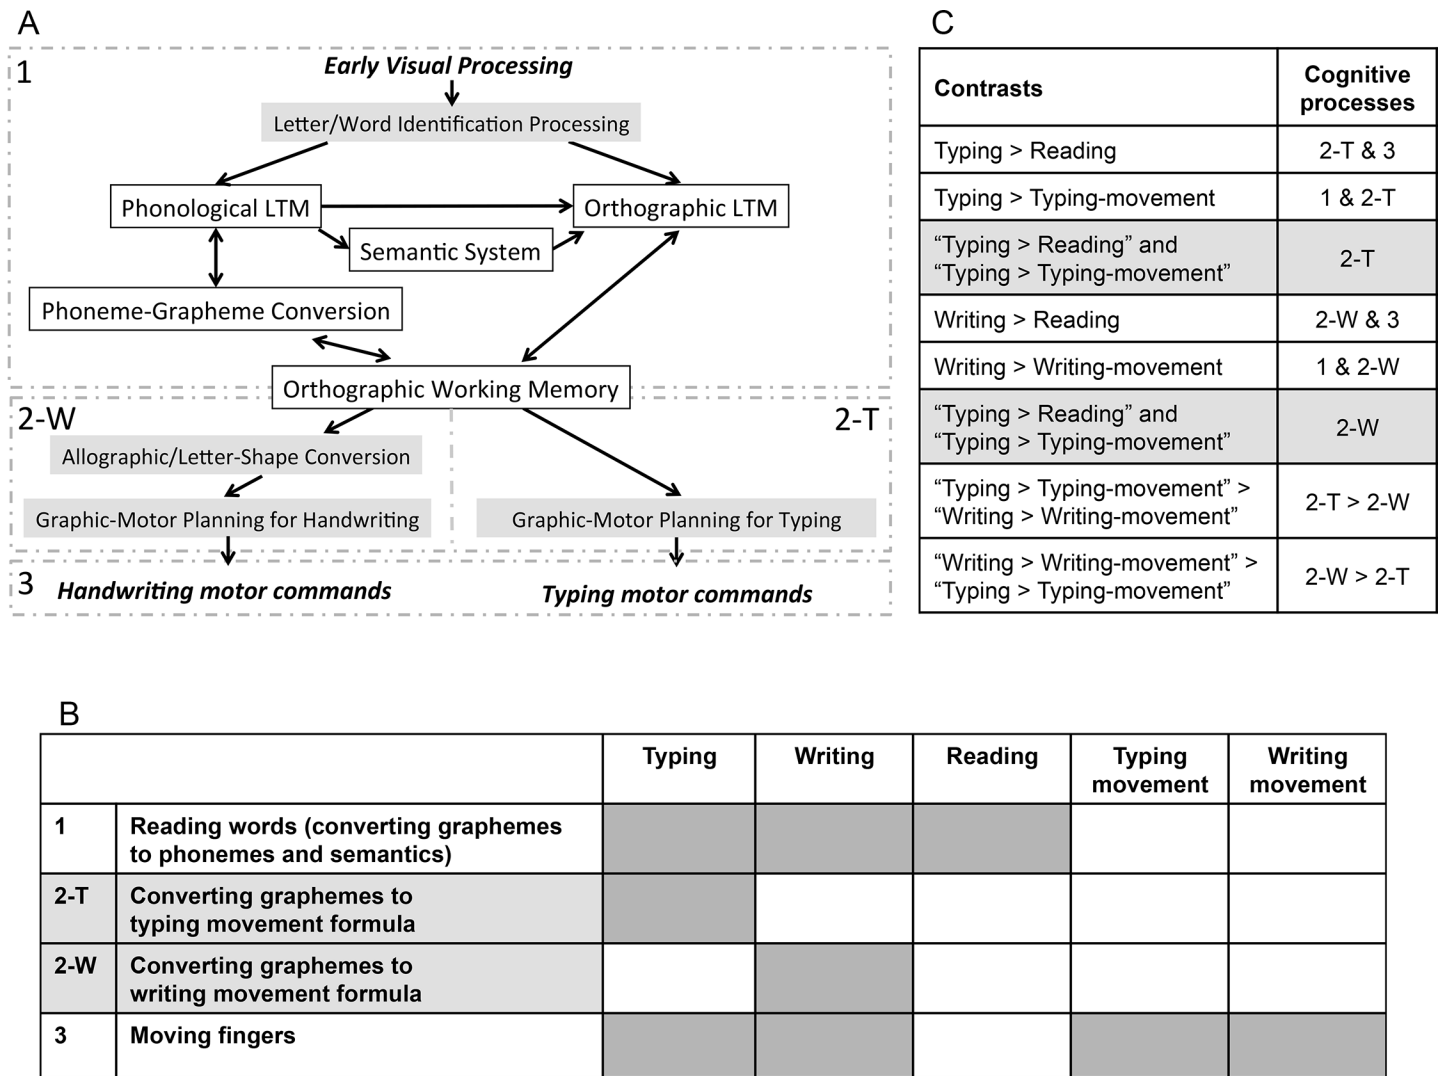 A
1
Early Visual Processing
Letter/Word Identification Processing
Phonological LTM
Orthographic LTM
Semantic System
Phoneme-Grapheme Conversion
Orthographic Working Memory
2-W
2-T
Allographic/Letter-Shape Conversion
Graphic-Motor Planning for Handwriting
Graphic-Motor Planning for Typing
3
Handwriting motor commands
Typing motor commands
C
Contrasts
Cognitive
processes
Typing > Reading
2-T & 3
Typing > Typing-movement
1 & 2-T
“Typing > Reading” and
“Typing > Typing-movement”
2-T
Writing > Reading
2-W & 3
Writing > Writing-movement
1 & 2-W
“Typing > Reading” and
“Typing > Typing-movement”
2-W
“Typing > Typing-movement” >
“Writing > Writing-movement”
2-T > 2-W
“Writing > Writing-movement” >
“Typing > Typing-movement”
2-W > 2-T
B
Typing
Writing
Reading
Typing
movement
Writing
movement
1
Reading words (converting graphemes
to phonemes and semantics)
2-T
Converting graphemes to
typing movement formula
2-W
Converting graphemes to
writing movement formula
3
Moving fingers